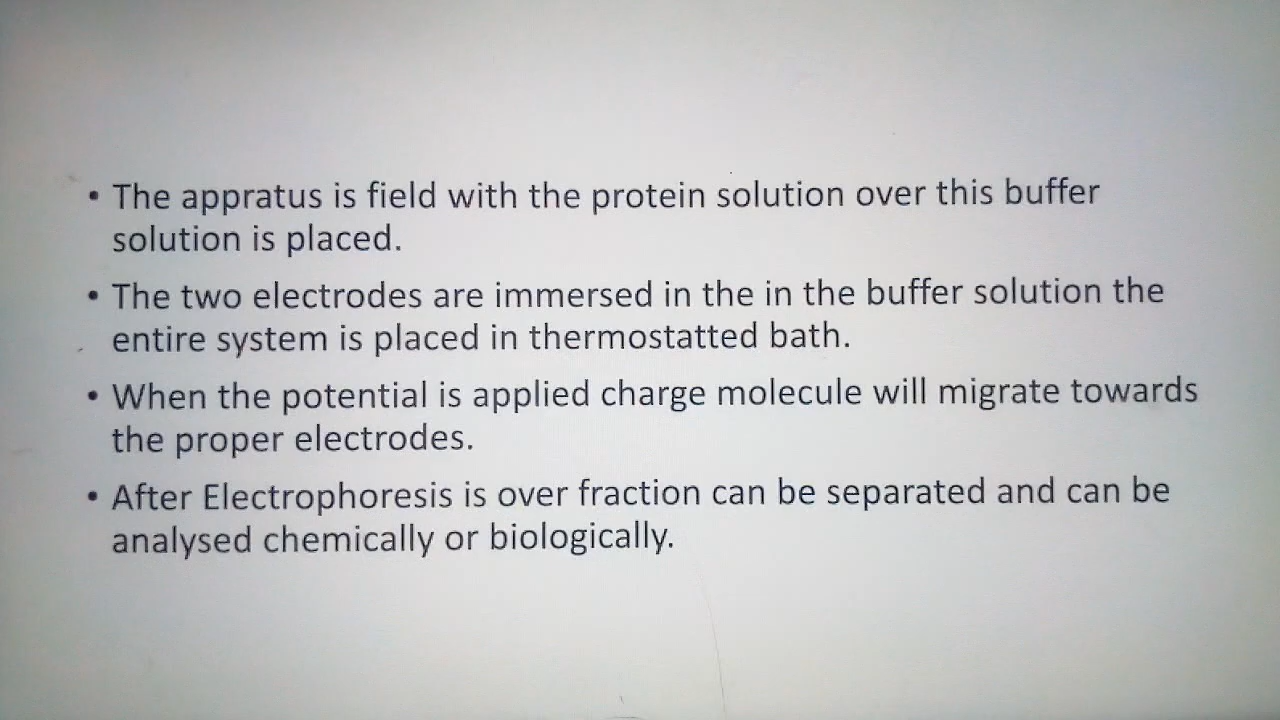 • The appratus is field with the protein solution over this buffer
solution is placed.
• The two electrodes are immersed in the in the buffer solution the
entire system is placed in thermostatted bath.
• When the potential is applied charge molecule will migrate towards
the proper electrodes.
• After Electrophoresis is over fraction can be separated and can be
analysed chemically or biologically.